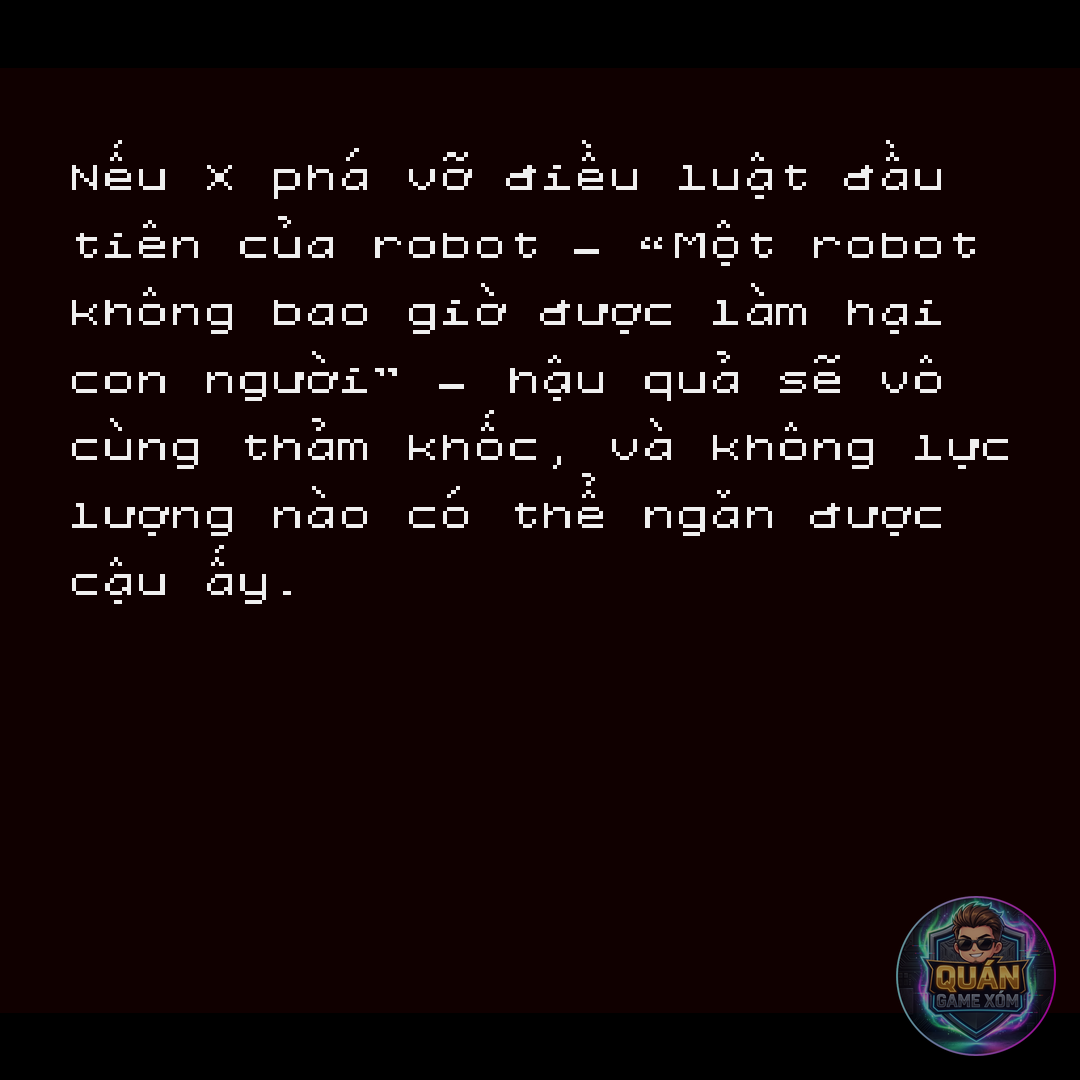 Nếu X phá vỡ điều luật đầu
tiên của robot – “Một robot
không bao giờ được làm hại
con người” – hậu quả sẽ vô
cùng thảm khốc, và không lực
lượng nào có thể ngăn được
cậu ấy.
QUÁN
GAME XÓM